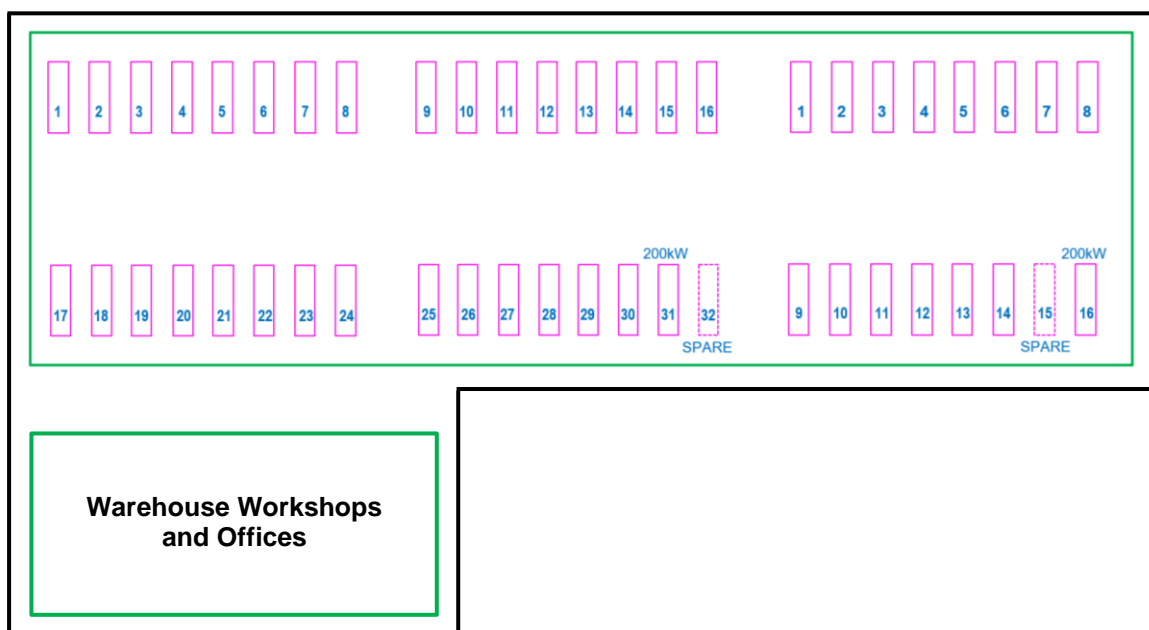 1 2 3 4 5 6 7 8 9 10 11 12 13 14 15 16 1 2 3 4 5 6 7 8
200kW 200kW
17 18 19 20 21 22 23 24 25 26 27 28 29 30 31 32 9 10 11 12 13 14 15 16
SPARE SPARE
Warehouse Workshops
and Offices